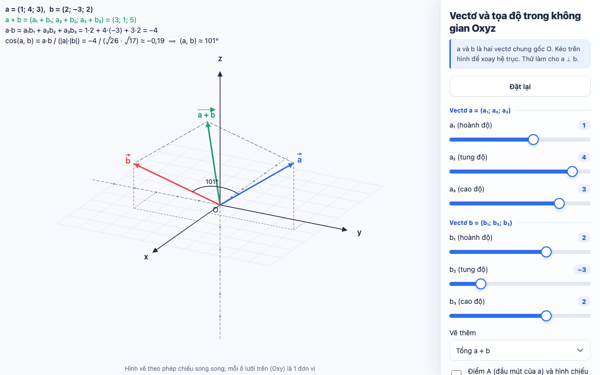 a = (1; 4; 3), b = (2; −3; 2)
a + b = (a₁ + b₁; a₂ + b₂; a₃ + b₃) = (3; 1; 5)
a·b = a₁b₁ + a₂b₂ + a₃b₃ = 1·2 + 4·(−3) + 3·2 = −4
cos(a, b) = a·b / (|a|·|b|) = −4 / (√26 · √17) ≈ −0,19 ⟹ (a, b) ≈ 101°
z
a + b
b
a
101°
O
y
x
Hình vẽ theo phép chiếu song song; mỗi ô lưới trên (Oxy) là 1 đơn vị
Vectơ và tọa độ trong không gian Oxyz
a và b là hai vectơ chung gốc O. Kéo trên hình để xoay hệ trục. Thử làm cho a ⊥ b.
Đặt lại
Vectơ a = (a₁; a₂; a₃)
a₁ (hoành độ) 1
a₂ (tung độ) 4
a₃ (cao độ) 3
Vectơ b = (b₁; b₂; b₃)
b₁ (hoành độ) 2
b₂ (tung độ) −3
b₃ (cao độ) 2
Vẽ thêm
Tổng a + b
Điểm A (đầu mút của a) và hình chiếu